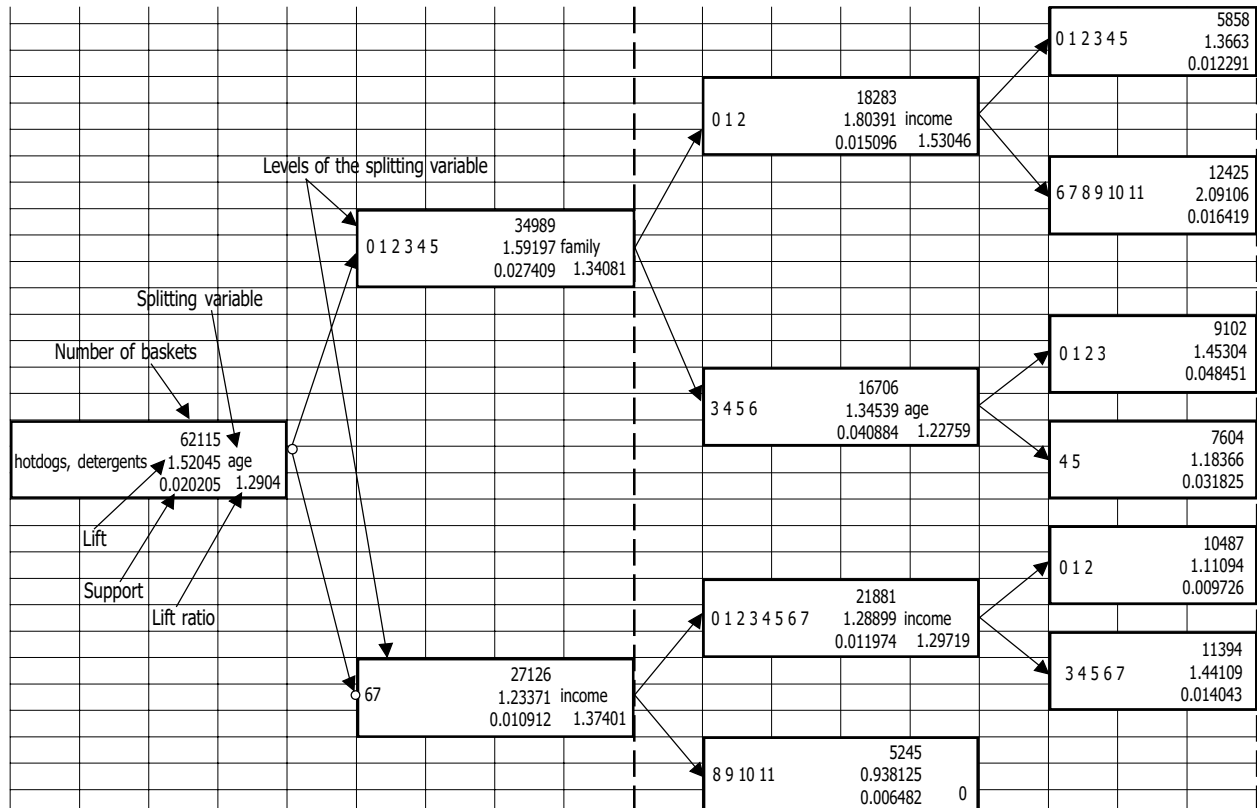 Levels of the splitting variable
Splitting variable
Number of baskets
62115
hotdogs, detergents 1.52045 age
0.020205 1.2904
Lift
Support
Lift ratio
34989
0 1 2 3 4 5 1.59197 family
0.027409 1.34081
27126
67 1.23371 income
0.010912 1.37401
18283
0 1 2 1.80391 income
0.015096 1.53046
16706
3 4 5 6 1.34539 age
0.040884 1.22759
21881
0 1 2 3 4 5 6 7 1.28899 income
0.011974 1.29719
5245
8 9 10 11 0.938125
0.006482 0
5858
0 1 2 3 4 5 1.3663
0.012291
12425
6 7 8 9 10 11 2.09106
0.016419
9102
0 1 2 3 1.45304
0.048451
7604
4 5 1.18366
0.031825
10487
0 1 2 1.11094
0.009726
11394
3 4 5 6 7 1.44109
0.014043